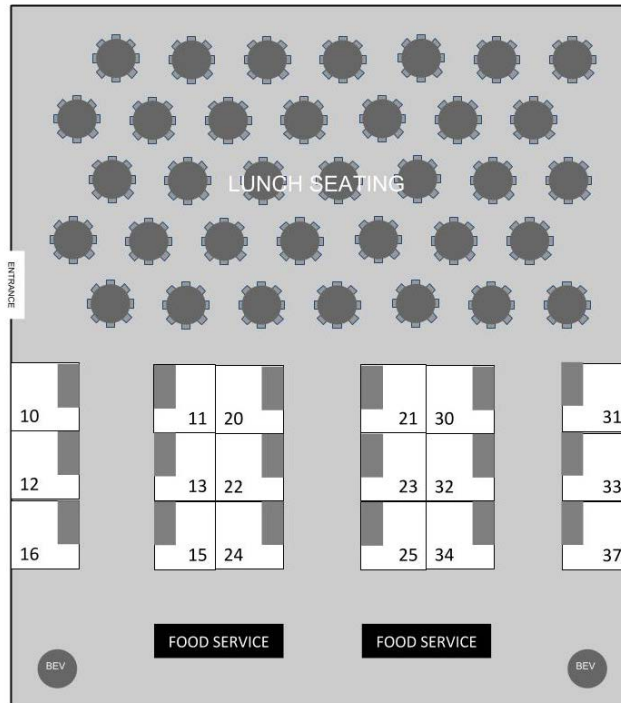 LUNCH SEATING
ENTRANCE
10 11 20 21 30 31
12 13 22 23 32 33
16 15 24 25 34 37
FOOD SERVICE FOOD SERVICE
BEV BEV